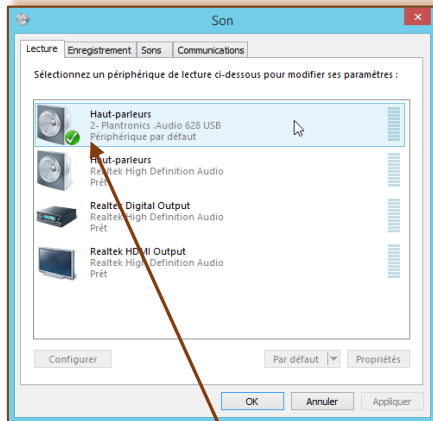 Son
Lecture Enregistrement Sons Communications
Sélectionnez un périphérique de lecture ci-dessous pour modifier ses paramètres :
Haut-parleurs
2- Plantronics .Audio 628 USB
Périphérique par défaut
Haut-parleurs
Realtek High Definition Audio
Prêt
Realtek Digital Output
Realtek High Definition Audio
Prêt
Realtek HDMI Output
Realtek High Definition Audio
Prêt
Configurer Par défaut Propriétés
OK Annuler Appliquer